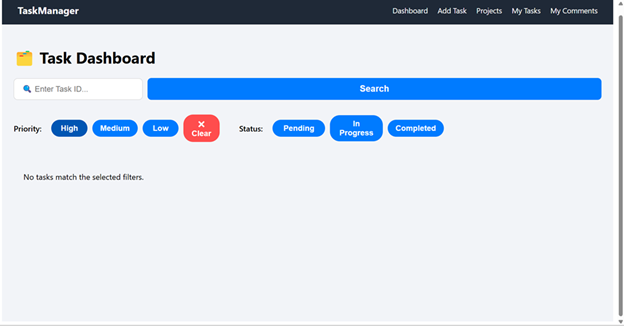 TaskManager Dashboard Add Task Projects My Tasks My Comments
Task Dashboard
Enter Task ID... Search
Priority: High Medium Low Clear Status: Pending In Progress Completed
No tasks match the selected filters.